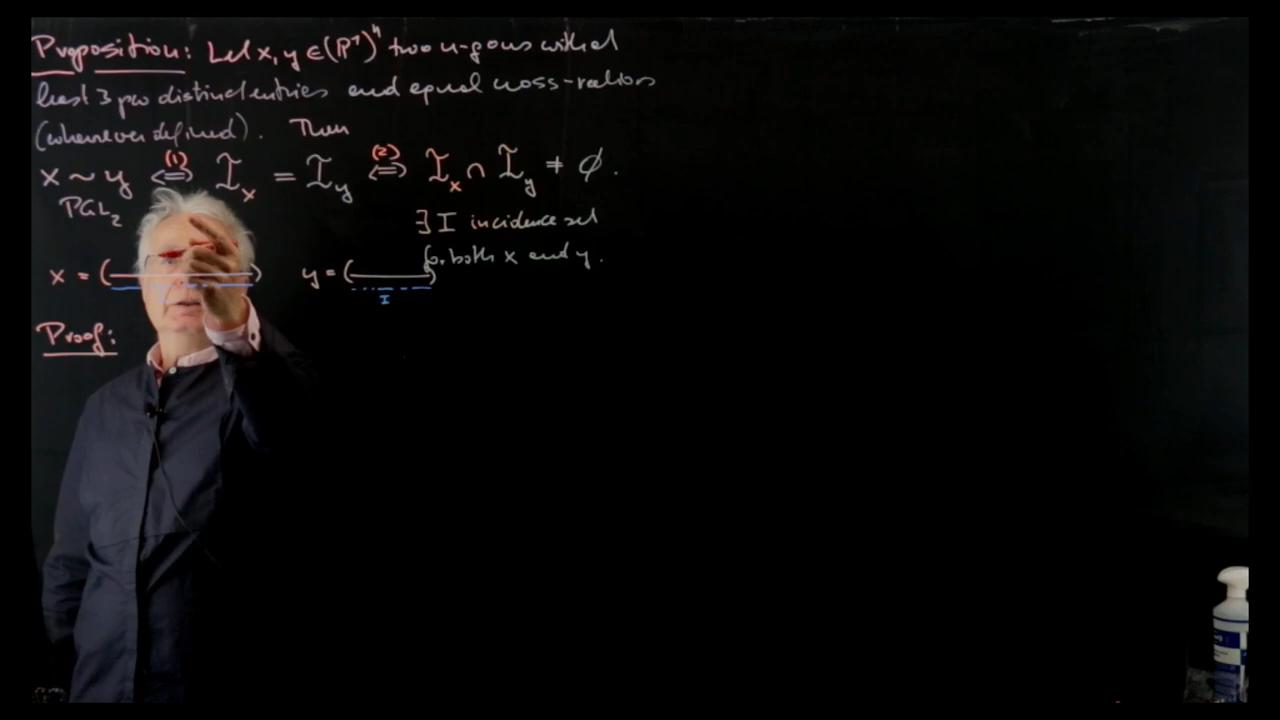 Proposition: Let x, y ∈ (P¹)ⁿ two n-gons with at
least 3 pw distinct entries and equal cross-ratios
(whenever defined). Then
x ~ y ⇔ (1) I_x = I_y ⇔ (2) I_x ∩ I_y ≠ ∅.
PGL₂
∃ I incidence set
for both x and y.
x = ( ) y = ( )
I
Proof: